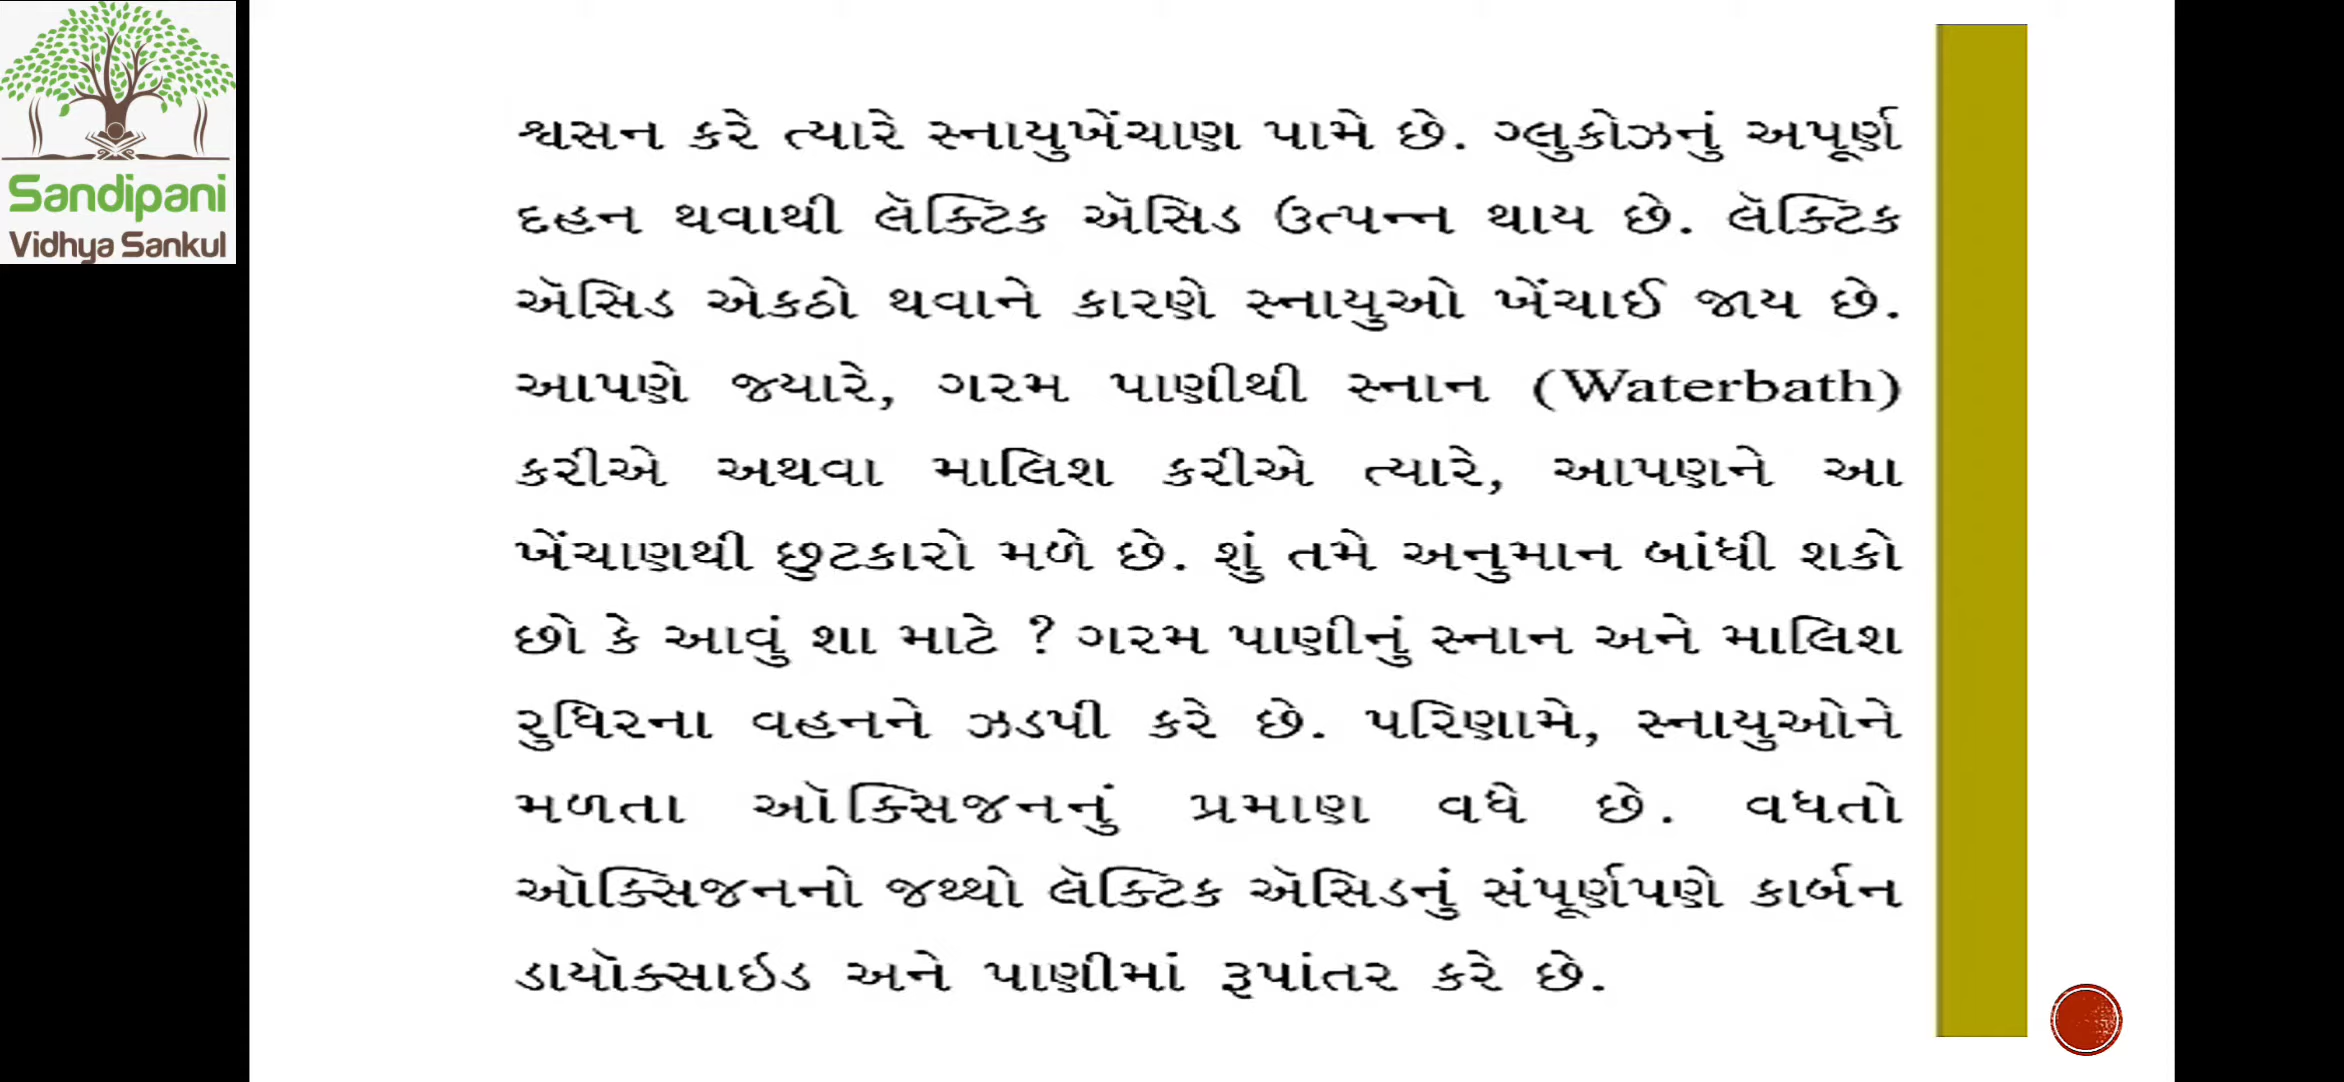 Sandipani
Vidhya Sankul
શ્વસન કરે ત્યારે સ્નાયુખેંચાણ પામે છે. ગ્લુકોઝનું અપૂર્ણ
દહન થવાથી લૅક્ટિક ઍસિડ ઉત્પન્ન થાય છે. લૅક્ટિક
ઍસિડ એકઠો થવાને કારણે સ્નાયુઓ ખેંચાઈ જાય છે.
આપણે જ્યારે, ગરમ પાણીથી સ્નાન (Waterbath)
કરીએ અથવા માલિશ કરીએ ત્યારે, આપણને આ
ખેંચાણથી છુટકારો મળે છે. શું તમે અનુમાન બાંધી શકો
છો કે આવું શા માટે ? ગરમ પાણીનું સ્નાન અને માલિશ
રુધિરના વહનને ઝડપી કરે છે. પરિણામે, સ્નાયુઓને
મળતા ઑક્સિજનનું પ્રમાણ વધે છે. વધતો
ઑક્સિજનનો જથ્થો લૅક્ટિક ઍસિડનું સંપૂર્ણપણે કાર્બન
ડાયૉક્સાઇડ અને પાણીમાં રૂપાંતર કરે છે.